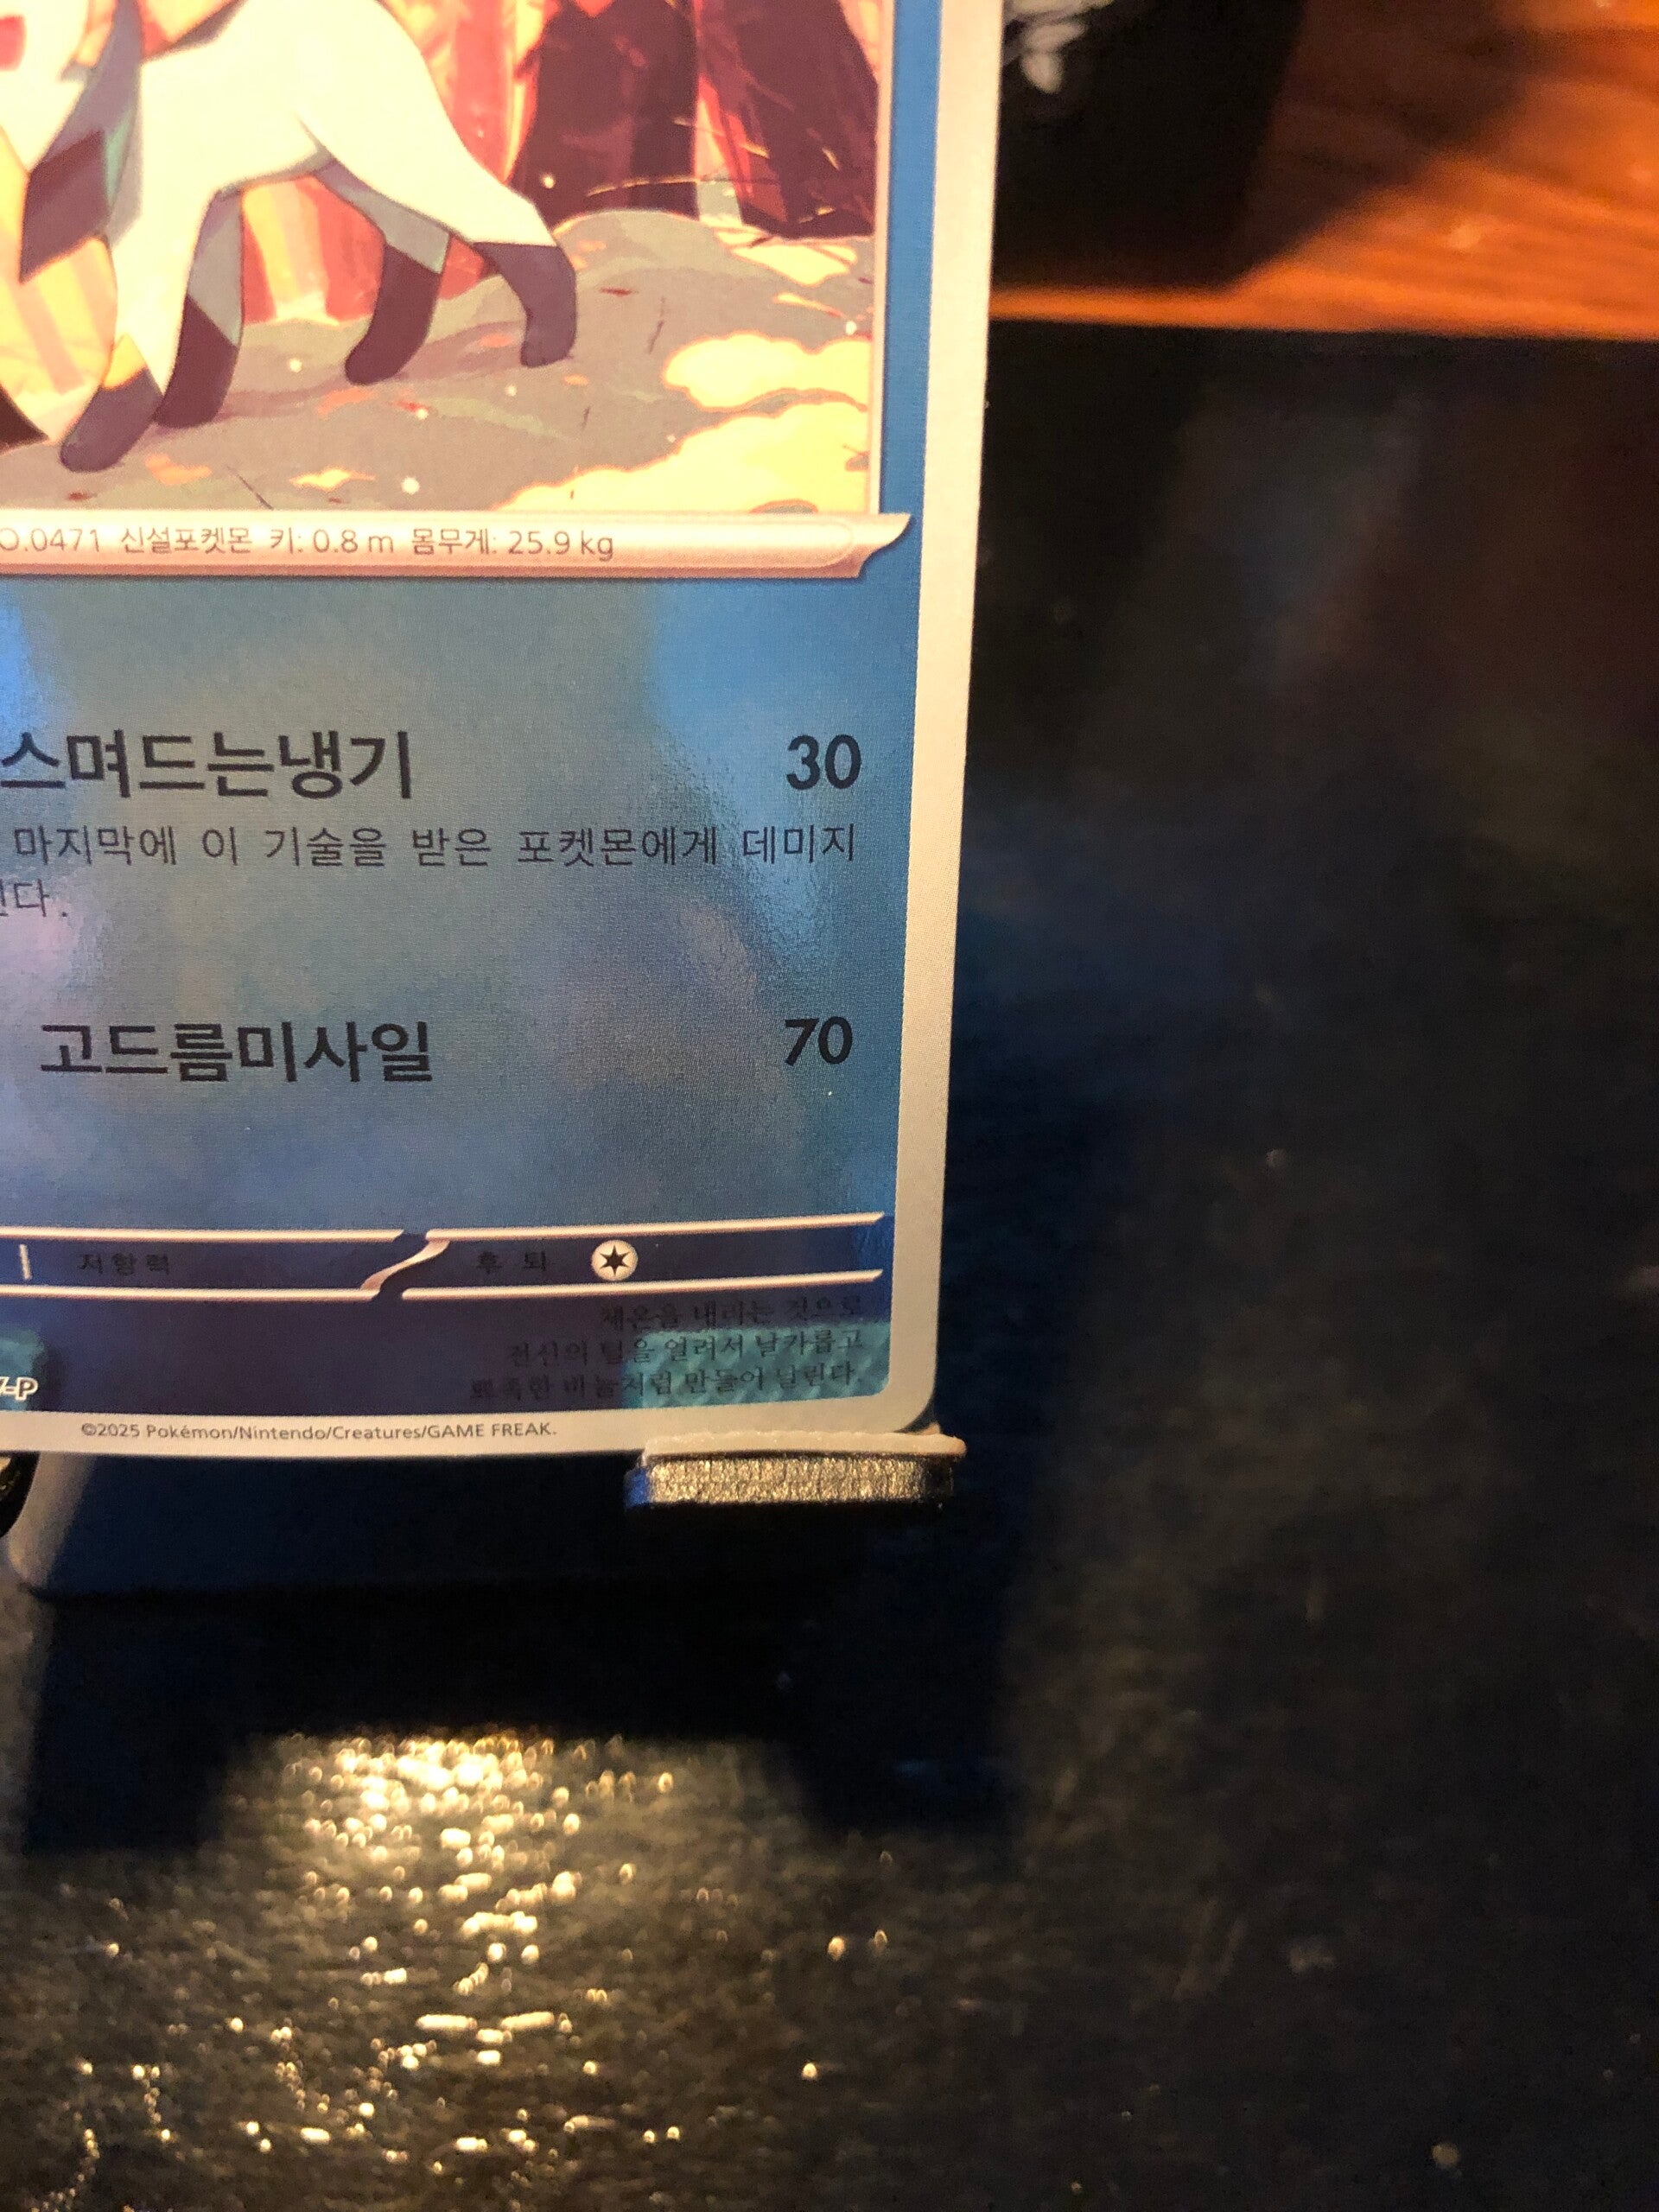 O.0471 신설포켓몬 키: 0.8 m 몸무게: 25.9 kg
스며드는냉기 30
마지막에 이 기술을 받은 포켓몬에게 데미지
다.
고드름미사일 70
저항력 후퇴
체온을 내리는 것으로
전신의 털을 얼려서 날카롭고
뾰족한 바늘처럼 만들어 날린다.
-P
©2025 Pokémon/Nintendo/Creatures/GAME FREAK.